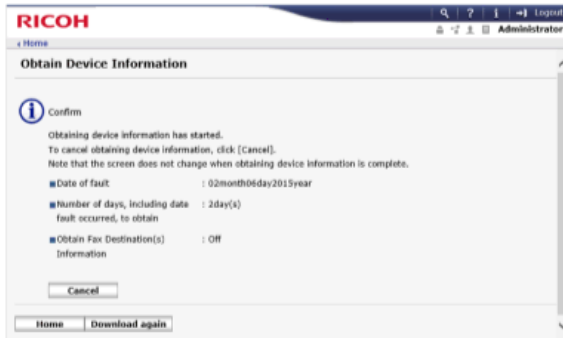 RICOH
? i Logout
Administrator
Home
Obtain Device Information
Confirm
Obtaining device information has started.
To cancel obtaining device information, click [Cancel].
Note that the screen does not change when obtaining device information is complete.
Date of fault : 02month06day2015year
Number of days, including date : 2day(s)
fault occurred, to obtain
Obtain Fax Destination(s) : Off
Information
Cancel
Home Download again